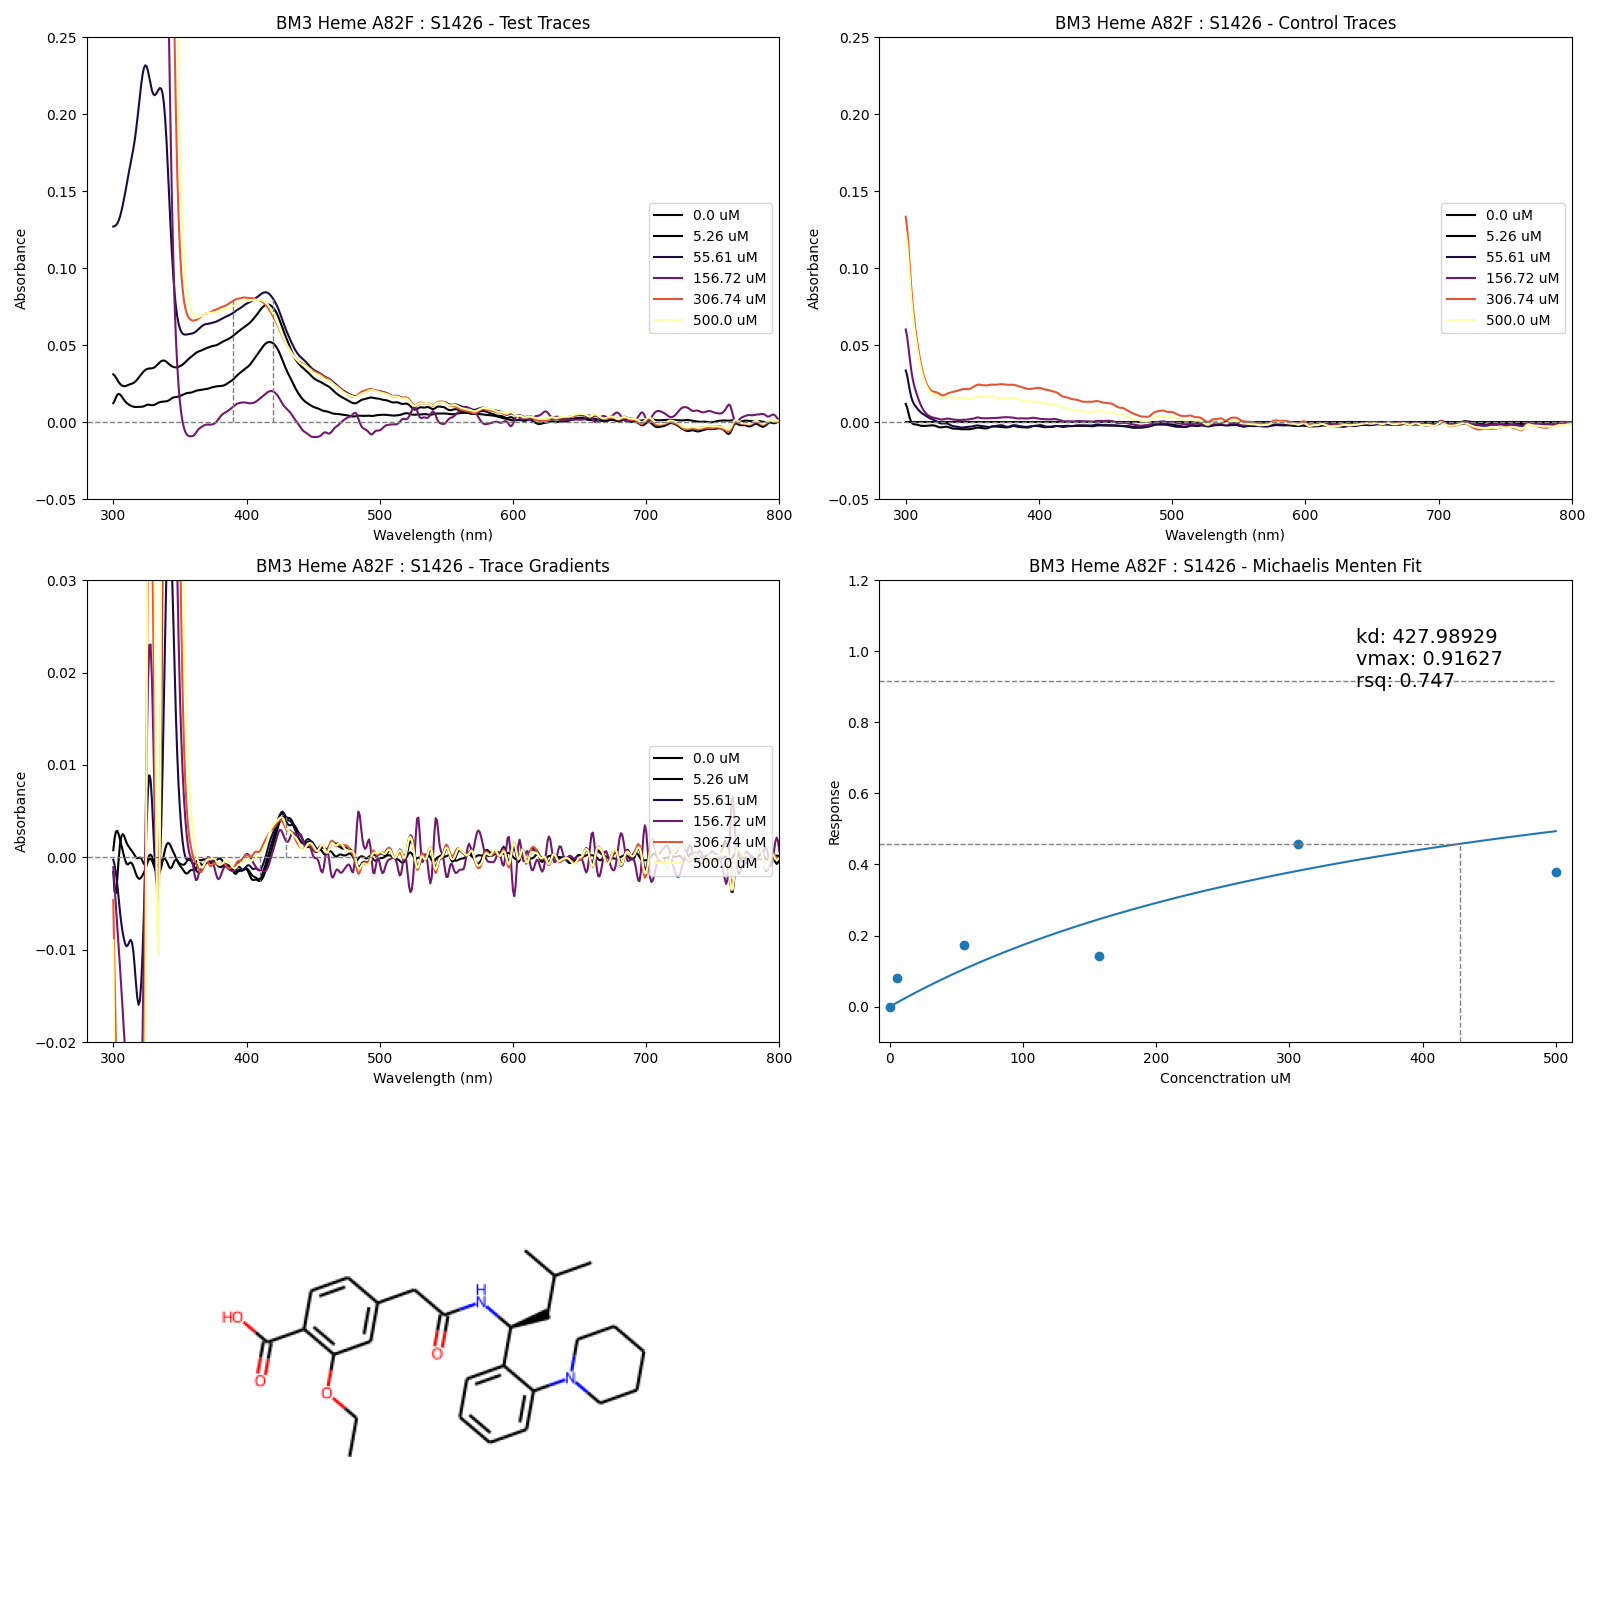 BM3 Heme A82F : S1426 - Test Traces
0.25
0.20
0.15
0.10
0.05
0.00
−0.05
Absorbance
300
400
500
600
700
800
Wavelength (nm)
0.0 uM
5.26 uM
55.61 uM
156.72 uM
306.74 uM
500.0 uM
BM3 Heme A82F : S1426 - Control Traces
0.25
0.20
0.15
0.10
0.05
0.00
−0.05
Absorbance
300
400
500
600
700
800
Wavelength (nm)
0.0 uM
5.26 uM
55.61 uM
156.72 uM
306.74 uM
500.0 uM
BM3 Heme A82F : S1426 - Trace Gradients
0.03
0.02
0.01
0.00
−0.01
−0.02
Absorbance
300
400
500
600
700
800
Wavelength (nm)
0.0 uM
5.26 uM
55.61 uM
156.72 uM
306.74 uM
500.0 uM
BM3 Heme A82F : S1426 - Michaelis Menten Fit
1.2
1.0
0.8
0.6
0.4
0.2
0.0
Response
0
100
200
300
400
500
Concenctration uM
kd: 427.98929
vmax: 0.91627
rsq: 0.747
HO
O
O
O
H
N
N